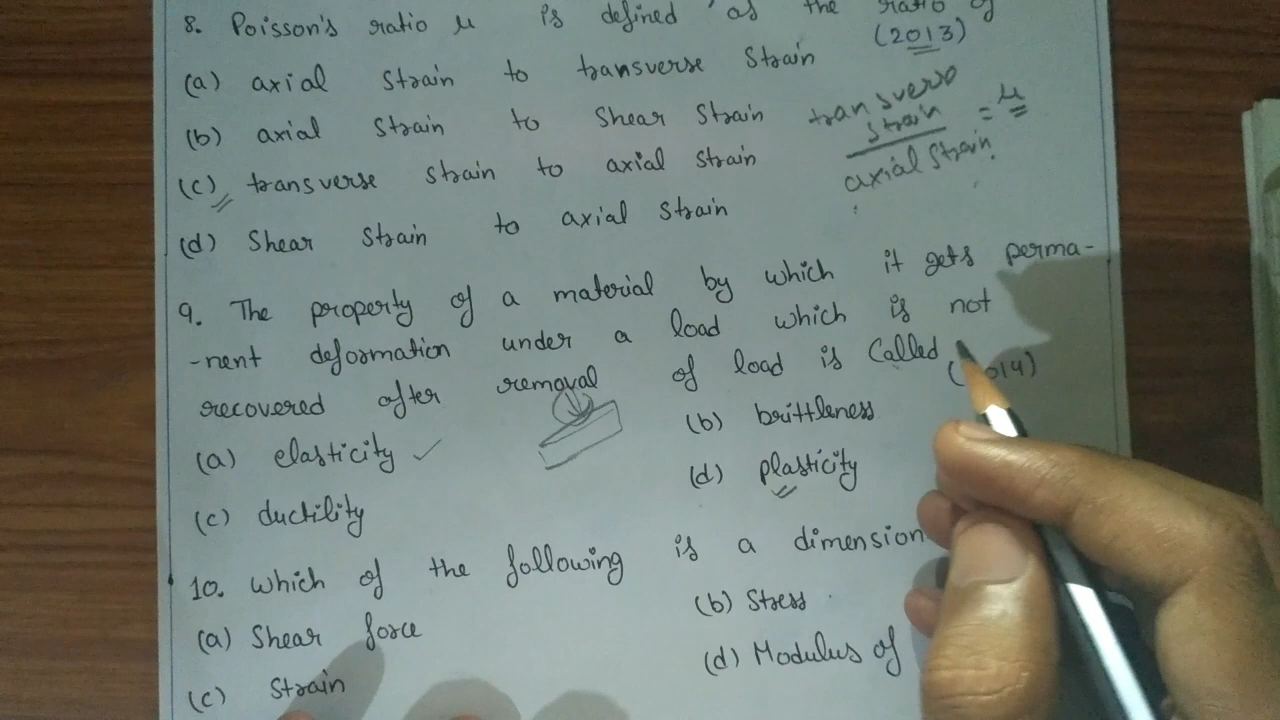 8. Poisson's ratio μ is defined as the ratio of
(2013)
(a) axial strain to transverse strain
(b) axial strain to shear strain
transverse
strain
= μ
axial strain.
(c) transverse strain to axial strain
(d) Shear strain to axial strain
9. The property of a material by which it gets perma-
-nent deformation under a load which is not
recovered after removal of load is called
014)
(a) elasticity ✓
(b) brittleness
(c) ductility
(d) plasticity
10. which of the following is a dimension
(a) Shear force
(b) Stress
(c) Strain
(d) Modulus of